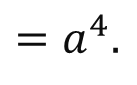 = a⁴.